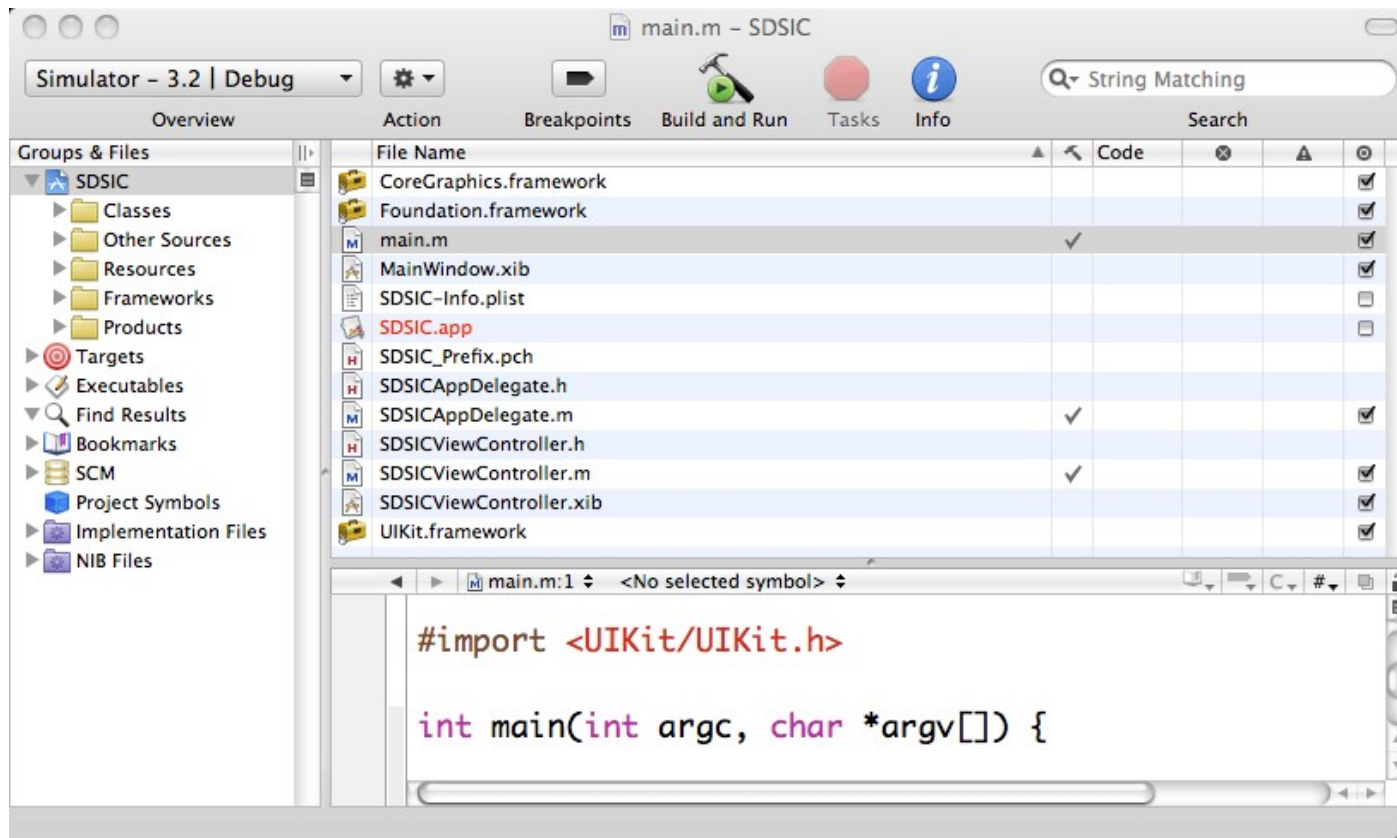 main.m – SDSIC
Simulator – 3.2 | Debug
String Matching
Overview
Action
Breakpoints
Build and Run
Tasks
Info
Search
Groups & Files
SDSIC
Classes
Other Sources
Resources
Frameworks
Products
Targets
Executables
Find Results
Bookmarks
SCM
Project Symbols
Implementation Files
NIB Files
File Name
Code
CoreGraphics.framework
Foundation.framework
main.m
MainWindow.xib
SDSIC-Info.plist
SDSIC.app
SDSIC_Prefix.pch
SDSICAppDelegate.h
SDSICAppDelegate.m
SDSICViewController.h
SDSICViewController.m
SDSICViewController.xib
UIKit.framework
main.m:1 <No selected symbol> C #
#import <UIKit/UIKit.h>
int main(int argc, char *argv[]) {